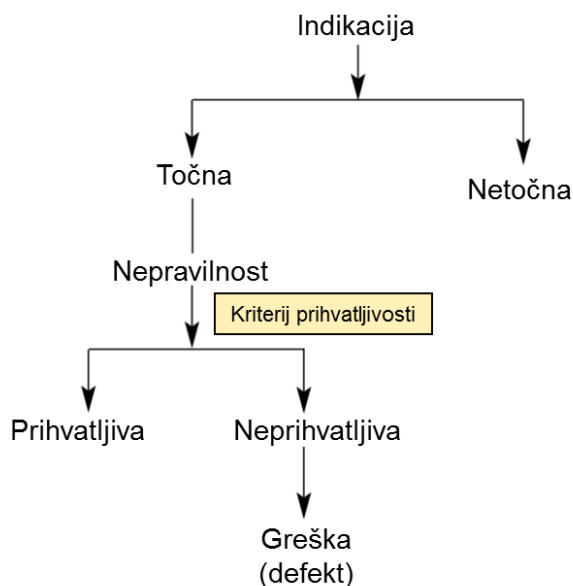 Indikacija
Točna
Netočna
Nepravilnost
Kriterij prihvatljivosti
Prihvatljiva
Neprihvatljiva
Greška
(defekt)